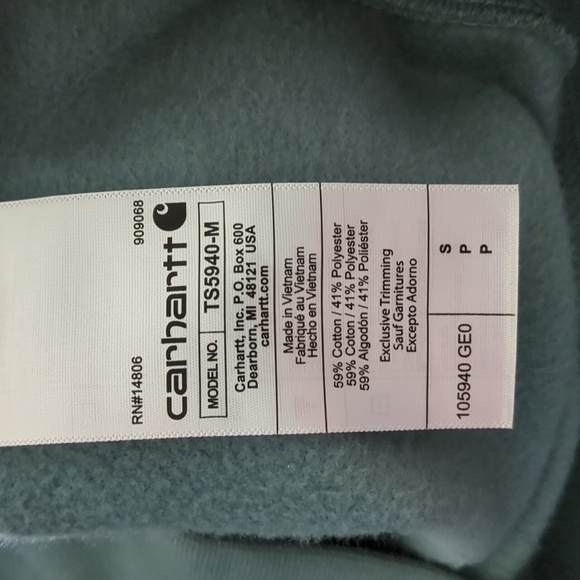 RN#14806 909068
carhartt
MODEL NO. TS5940-M
Carhartt, Inc. P.O. Box 600
Dearborn, MI 48121 USA
carhartt.com
Made in Vietnam
Fabriqué au Vietnam
Hecho en Vietnam
59% Cotton / 41% Polyester
59% Coton / 41% Polyester
59% Algodón / 41% Poliéster
Exclusive Trimming
Sauf Garnitures
Excepto Adorno
105940 GE0
S
P
P